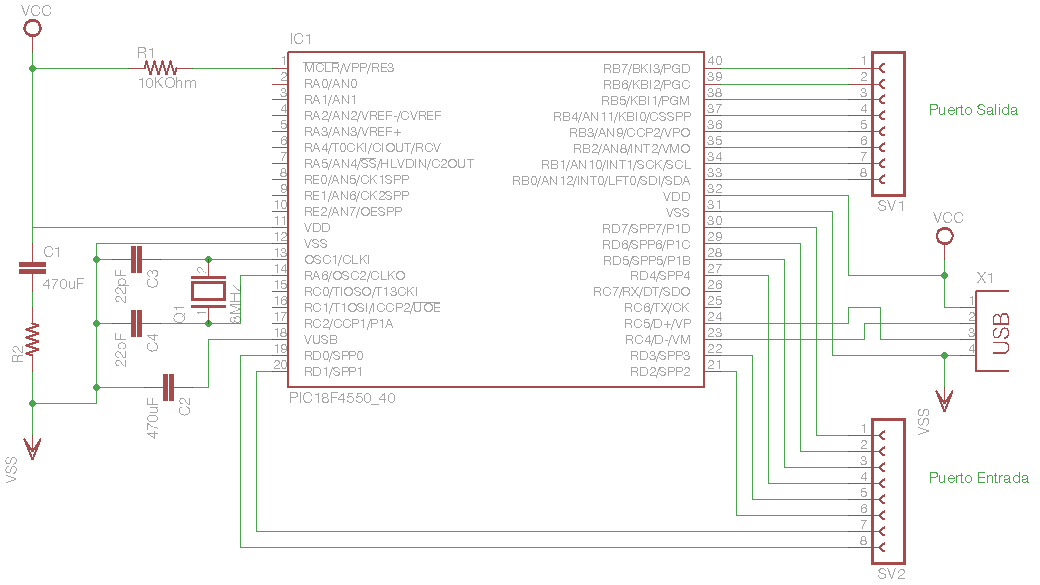 VCC
R1
10KOhm
IC1
1 MCLR/VPP/RE3
2 RA0/AN0
3 RA1/AN1
4 RA2/AN2/VREF-/CVREF
5 RA3/AN3/VREF+
6 RA4/T0CKI/CIOUT/RCV
7 RA5/AN4/SS/HLVDIN/C2OUT
8 RE0/AN5/CK1SPP
9 RE1/AN6/CK2SPP
10 RE2/AN7/OESPP
11 VDD
12 VSS
13 OSC1/CLKI
14 RA6/OSC2/CLKO
15 RC0/TIOSO/T13CKI
16 RC1/T1OSI/ICCP2/UOE
17 RC2/CCP1/P1A
18 VUSB
19 RD0/SPP0
20 RD1/SPP1
PIC18F4550_40
RB7/BKI3/PGD 40
RB6/KBI2/PGC 39
RB5/KBI1/PGM 38
RB4/AN11/KBI0/CSSPP 37
RB3/AN9/CCP2/VPO 36
RB2/AN8/INT2/VMO 35
RB1/AN10/INT1/SCK/SCL 34
RB0/AN12/INT0/LFT0/SDI/SDA 33
VDD 32
VSS 31
RD7/SPP7/P1D 30
RD6/SPP6/P1C 29
RD5/SPP5/P1B 28
RD4/SPP4 27
RC7/RX/DT/SDO 26
RC6/TX/CK 25
RC5/D+/VP 24
RC4/D-/VM 23
RD3/SPP3 22
RD2/SPP2 21
1
2
3
4
5
6
7
8
SV1
Puerto Salida
C1
470uF
R2
VSS
22pF
C3
22pF
C4
470uF
C2
Q1
2
1
8MHz
VCC
X1
1
2
3
4
USB
VSS
1
2
3
4
5
6
7
8
SV2
Puerto Entrada